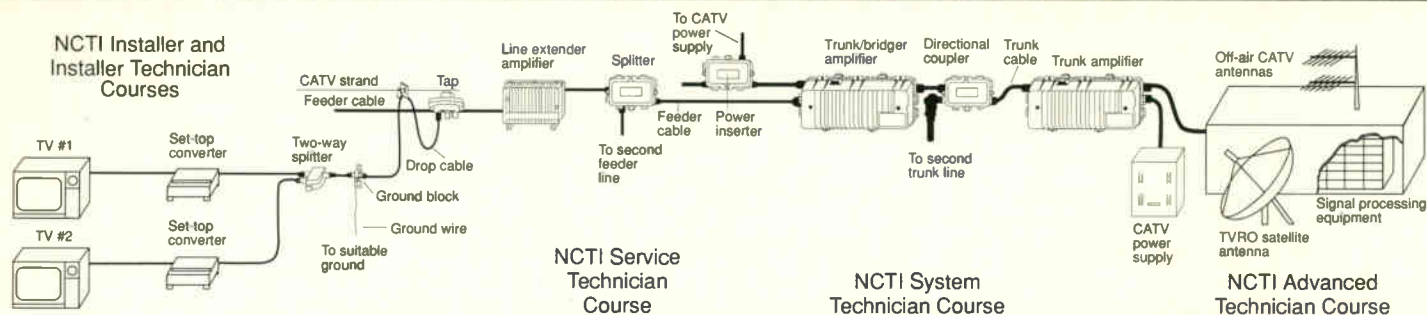 NCTI Installer and
Installer Technician
Courses
TV #1
Set-top
converter
Two-way
splitter
TV #2
Set-top
converter
CATV strand
Feeder cable
Tap
Drop cable
Ground block
Ground wire
To suitable
ground
Line extender
amplifier
Splitter
To second
feeder
line
Feeder
cable
To CATV
power
supply
Power
inserter
NCTI Service
Technician
Course
Trunk/bridger
amplifier
Directional
coupler
To second
trunk line
Trunk
cable
Trunk amplifier
NCTI System
Technician Course
CATV
power
supply
Off-air CATV
antennas
TVRO satellite
antenna
Signal processing
equipment
NCTI Advanced
Technician Course